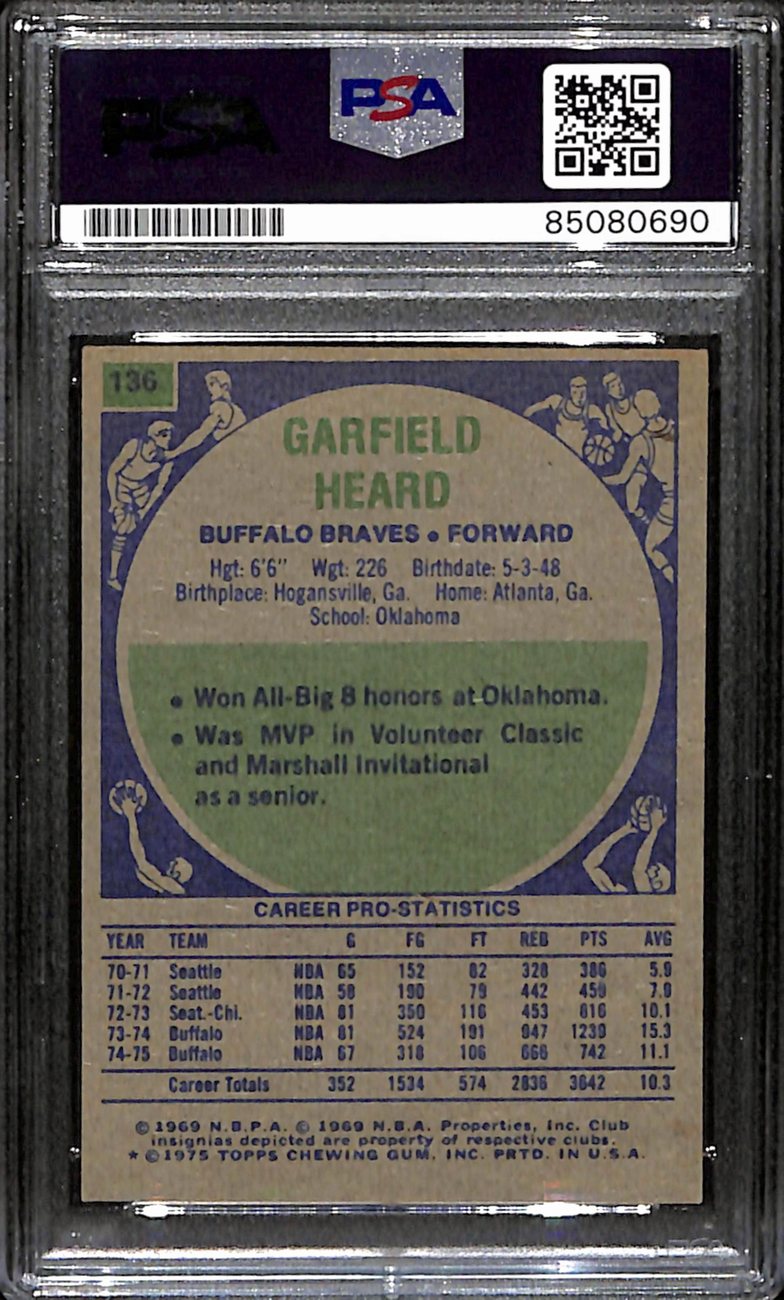 PSA
PSA
85080690
136
GARFIELD
HEARD
BUFFALO BRAVES • FORWARD
Hgt: 6'6" Wgt: 226 Birthdate: 5-3-48
Birthplace: Hogansville, Ga. Home: Atlanta, Ga.
School: Oklahoma
• Won All-Big 8 honors at Oklahoma.
• Was MVP in Volunteer Classic
and Marshall Invitational
as a senior.
CAREER PRO-STATISTICS
YEAR TEAM G FG FT REB PTS AVG
70-71 Seattle NBA 65 152 82 328 386 5.9
71-72 Seattle NBA 58 190 79 442 459 7.9
72-73 Seat.-Chi. NBA 81 350 116 453 816 10.1
73-74 Buffalo NBA 81 524 191 947 1239 15.3
74-75 Buffalo NBA 67 318 106 666 742 11.1
Career Totals 352 1534 574 2836 3642 10.3
© 1969 N.B.P.A. © 1969 N.B.A. Properties, Inc. Club
insignias depicted are property of respective clubs.
* © 1975 TOPPS CHEWING GUM, INC. PRTD. IN U.S.A.